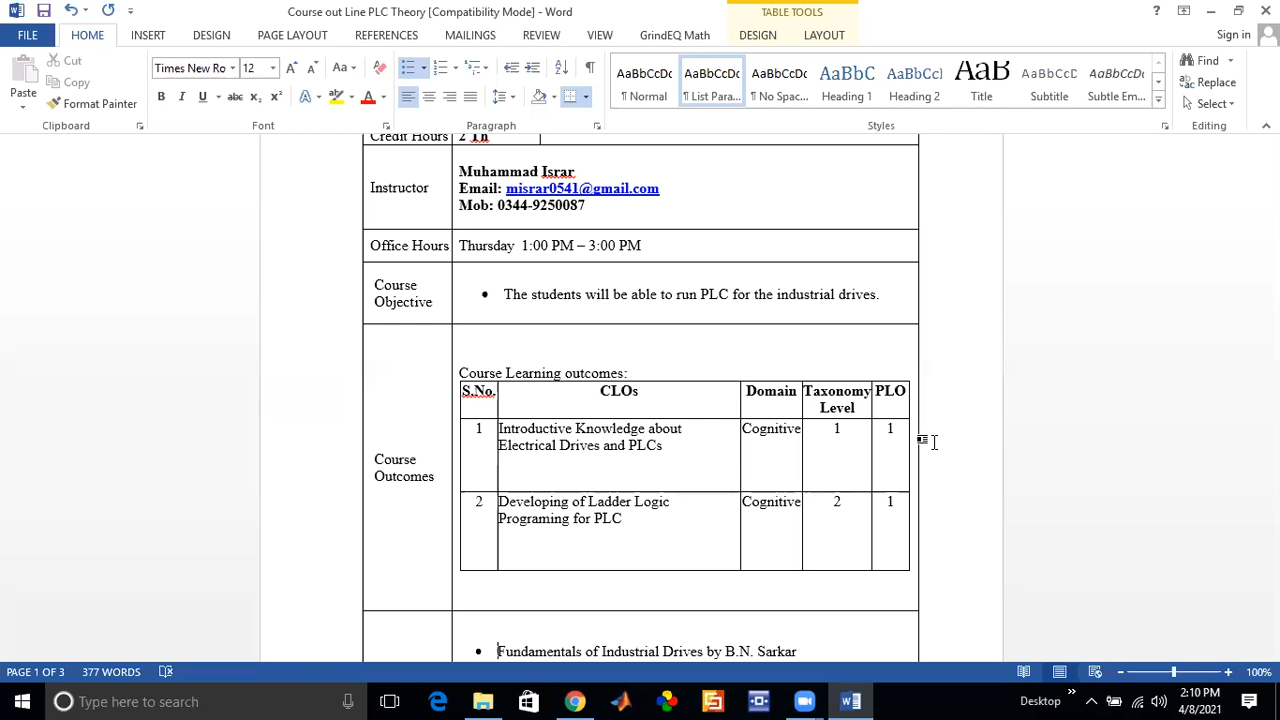 Course out Line PLC Theory [Compatibility Mode] - Word
TABLE TOOLS
?
FILE HOME INSERT DESIGN PAGE LAYOUT REFERENCES MAILINGS REVIEW VIEW GrindEQ Math DESIGN LAYOUT Sign in
Paste
Cut
Copy
Format Painter
Clipboard
Times New Ro 12
Font
Paragraph
AaBbCcDc AaBbCcDc AaBbCcDc AaBbC AaBbCc AaB AaBbCcD AaBbCcDc
¶ Normal ¶ List Para... ¶ No Spac... Heading 1 Heading 2 Title Subtitle Subtle Em...
Styles
Find
Replace
Select
Editing
Credit Hours 2 Th
Instructor
Muhammad Israr
Email: misrar0541@gmail.com
Mob: 0344-9250087
Office Hours Thursday 1:00 PM – 3:00 PM
Course
Objective
• The students will be able to run PLC for the industrial drives.
Course
Outcomes
Course Learning outcomes:
S.No. CLOs Domain Taxonomy Level PLO
1 Introductive Knowledge about Cognitive 1 1
Electrical Drives and PLCs
2 Developing of Ladder Logic Cognitive 2 1
Programing for PLC
• Fundamentals of Industrial Drives by B.N. Sarkar
PAGE 1 OF 3 377 WORDS 100%
Type here to search
Desktop
2:10 PM
4/8/2021